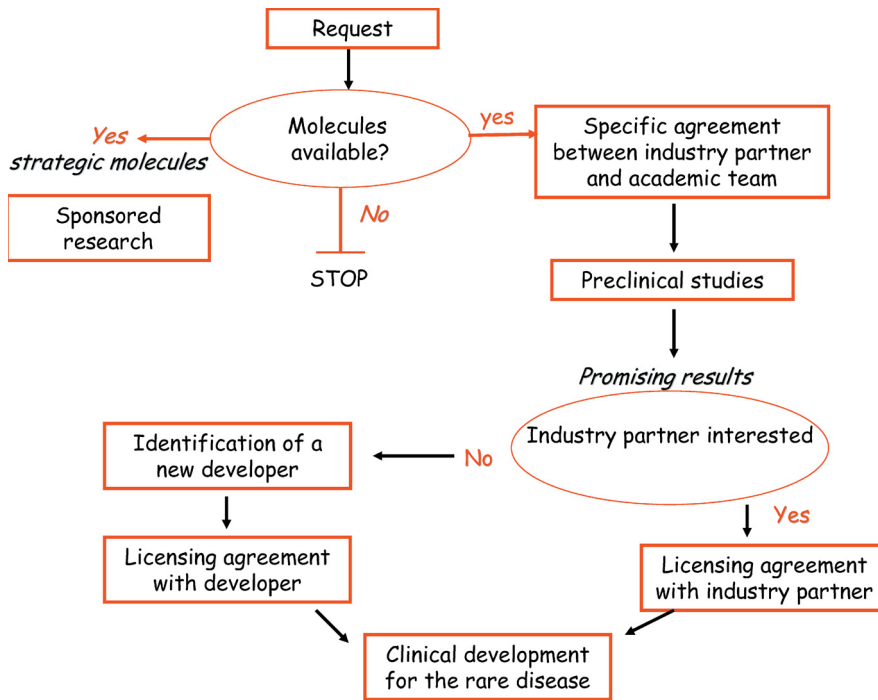 Request
Molecules
available?
Yes
strategic molecules
yes
Specific agreement
between industry partner
and academic team
Sponsored
research
No
STOP
Preclinical studies
Promising results
Industry partner interested
No
Identification of a
new developer
Yes
Licensing agreement
with developer
Licensing agreement
with industry partner
Clinical development
for the rare disease